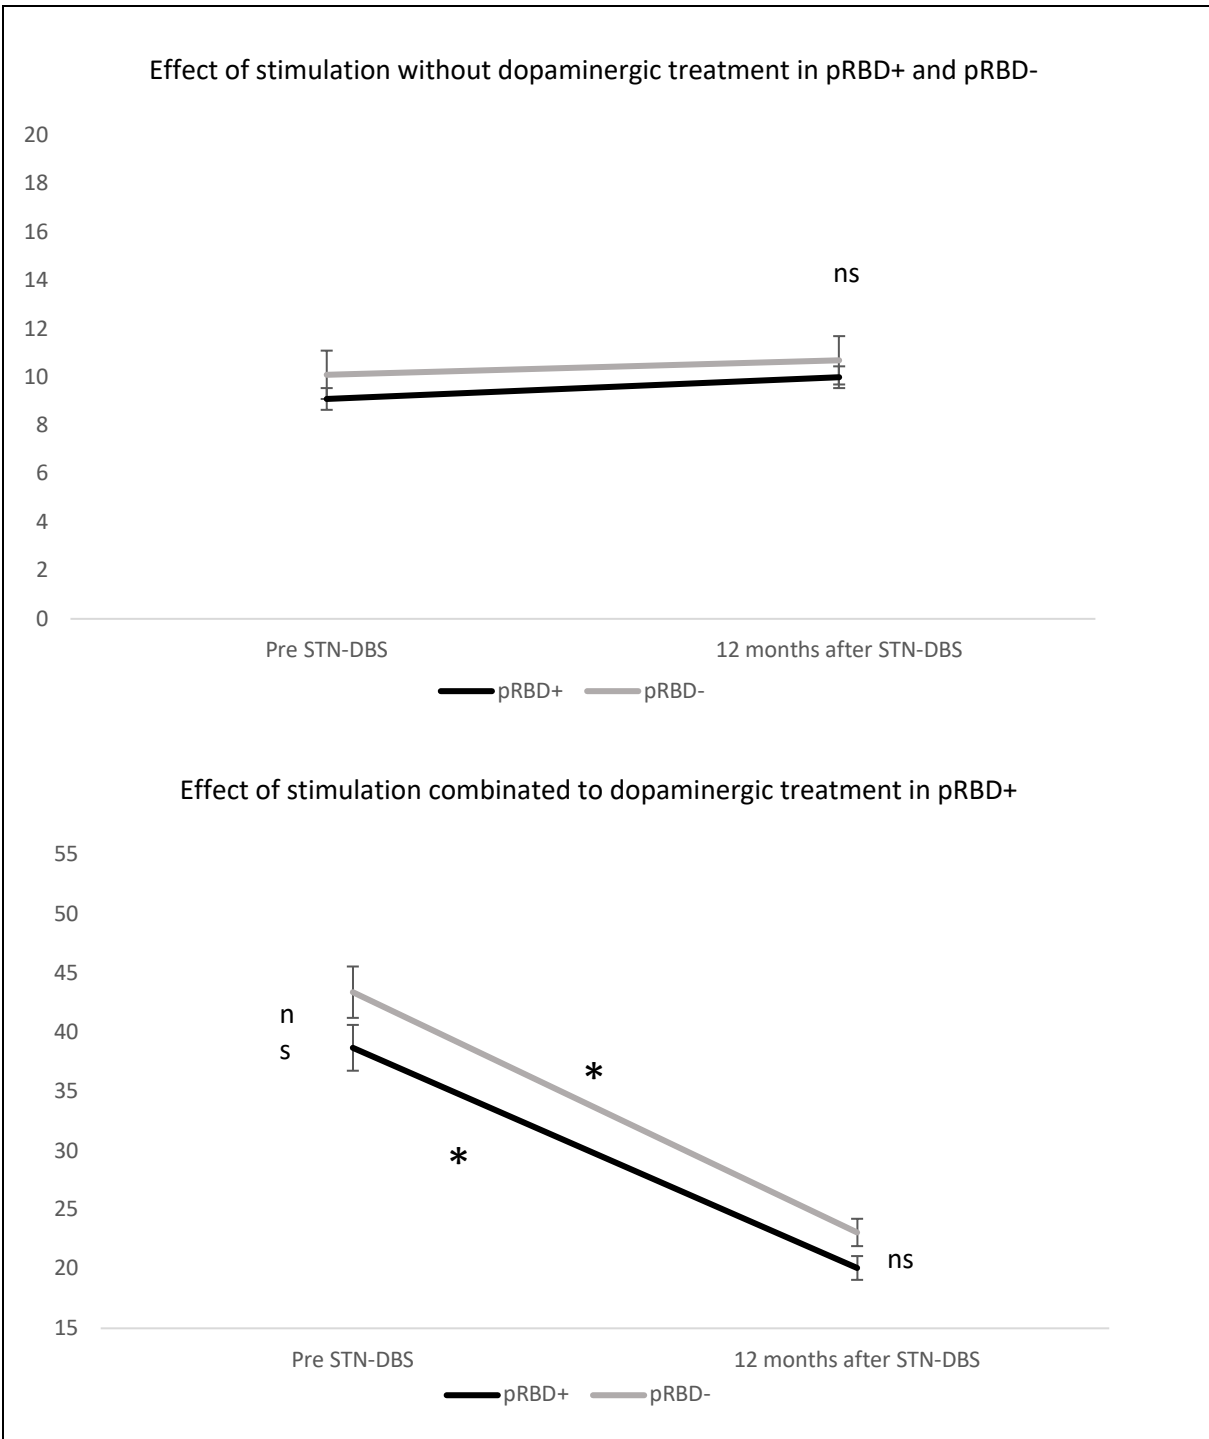 Effect of stimulation without dopaminergic treatment in pRBD+ and pRBD-
20
18
16
14
ns
12
10
8
6
4
2
0
Pre STN-DBS 12 months after STN-DBS
pRBD+ pRBD-
Effect of stimulation combinated to dopaminergic treatment in pRBD+
55
50
45
n
40
s
*
35
30
*
25
20
ns
15
Pre STN-DBS 12 months after STN-DBS
pRBD+ pRBD-